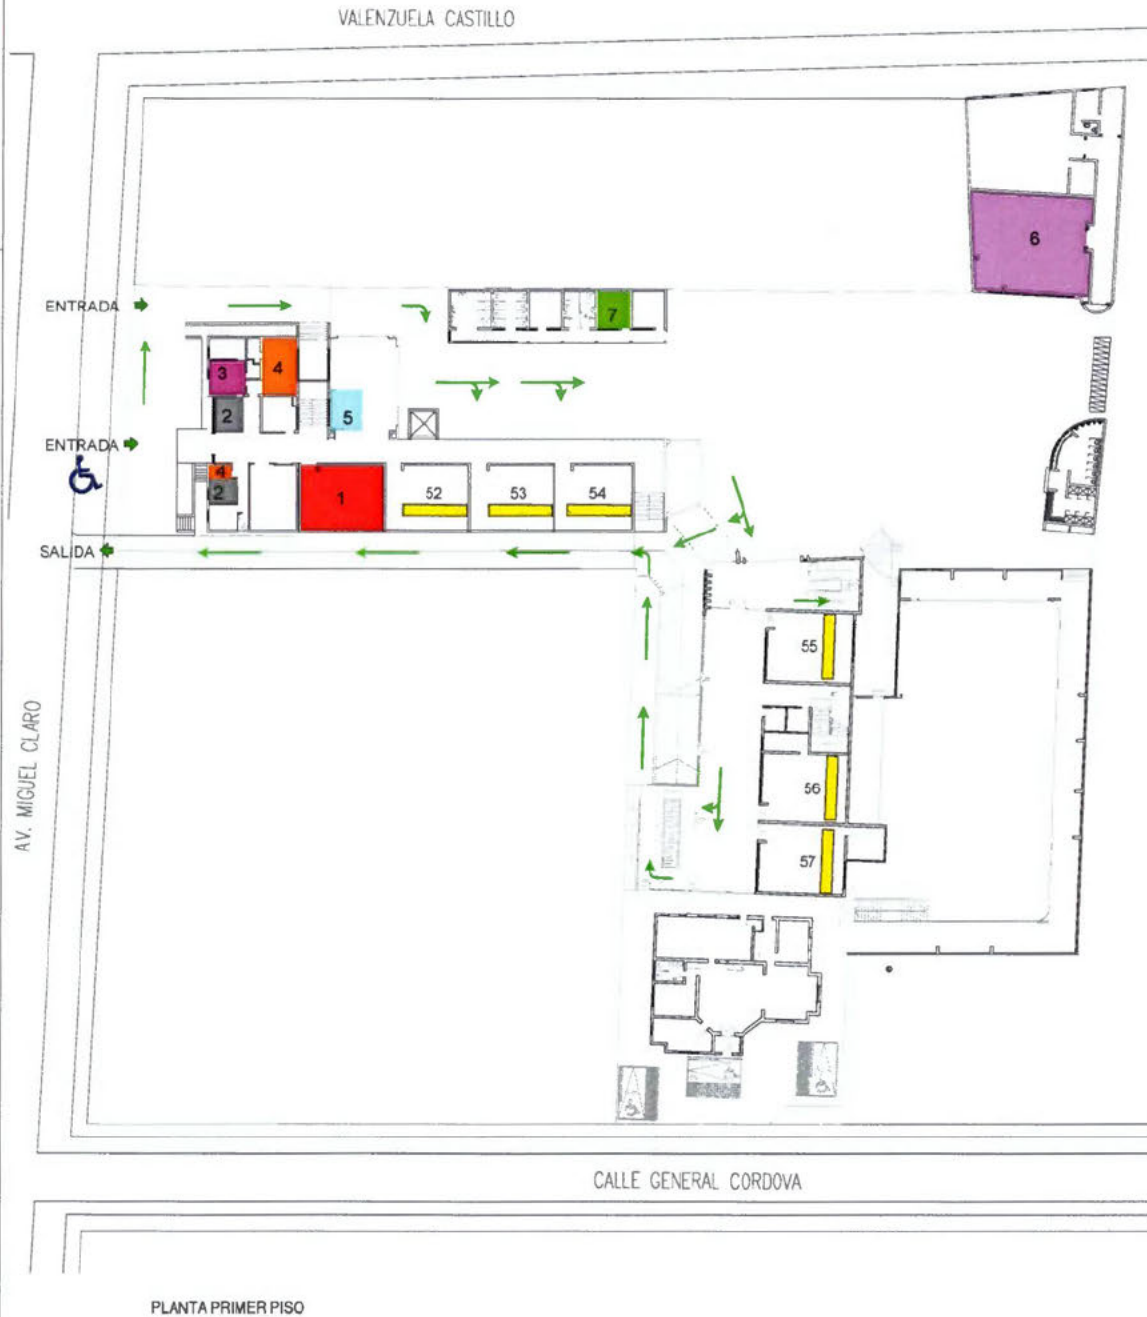 VALENZUELA CASTILLO
6
ENTRADA
7
3
4
2
5
ENTRADA
4
2
1
52
53
54
SALIDA
55
AV. MIGUEL CLARO
56
57
CALLE GENERAL CORDOVA
PLANTA PRIMER PISO